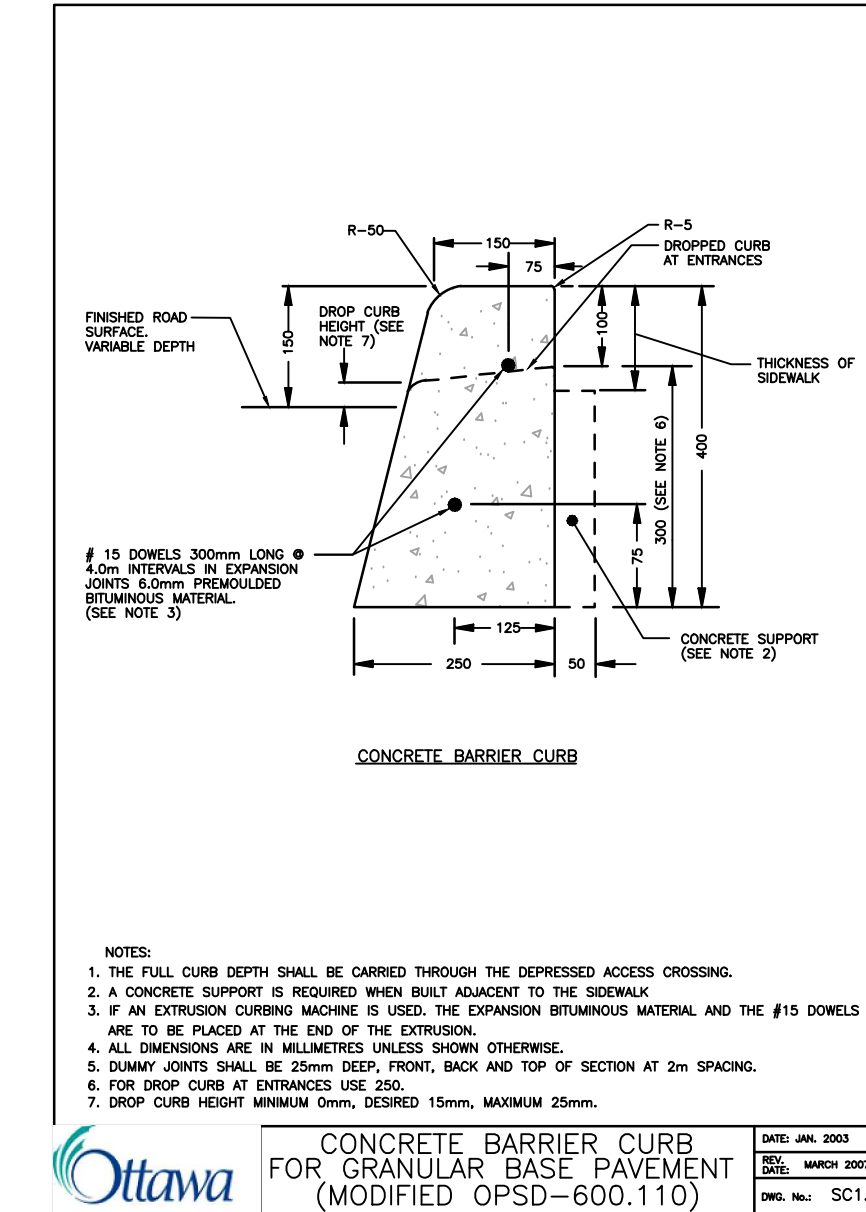 R-50
150
R-5
75
DROPPED CURB
AT ENTRANCES
FINISHED ROAD
SURFACE.
VARIABLE DEPTH
150
DROP CURB
HEIGHT (SEE
NOTE 7)
100
THICKNESS OF
SIDEWALK
300 (SEE NOTE 6)
400
75
# 15 DOWELS 300mm LONG @
4.0m INTERVALS IN EXPANSION
JOINTS 6.0mm PREMOULDED
BITUMINOUS MATERIAL.
(SEE NOTE 3)
125
250
50
CONCRETE SUPPORT
(SEE NOTE 2)
CONCRETE BARRIER CURB
NOTES:
1. THE FULL CURB DEPTH SHALL BE CARRIED THROUGH THE DEPRESSED ACCESS CROSSING.
2. A CONCRETE SUPPORT IS REQUIRED WHEN BUILT ADJACENT TO THE SIDEWALK
3. IF AN EXTRUSION CURBING MACHINE IS USED. THE EXPANSION BITUMINOUS MATERIAL AND THE #15 DOWELS
ARE TO BE PLACED AT THE END OF THE EXTRUSION.
4. ALL DIMENSIONS ARE IN MILLIMETRES UNLESS SHOWN OTHERWISE.
5. DUMMY JOINTS SHALL BE 25mm DEEP, FRONT, BACK AND TOP OF SECTION AT 2m SPACING.
6. FOR DROP CURB AT ENTRANCES USE 250.
7. DROP CURB HEIGHT MINIMUM 0mm, DESIRED 15mm, MAXIMUM 25mm.
Ottawa
CONCRETE BARRIER CURB
FOR GRANULAR BASE PAVEMENT
(MODIFIED OPSD-600.110)
DATE: JAN. 2003
REV. DATE: MARCH 2007
DWG. No.: SC1.